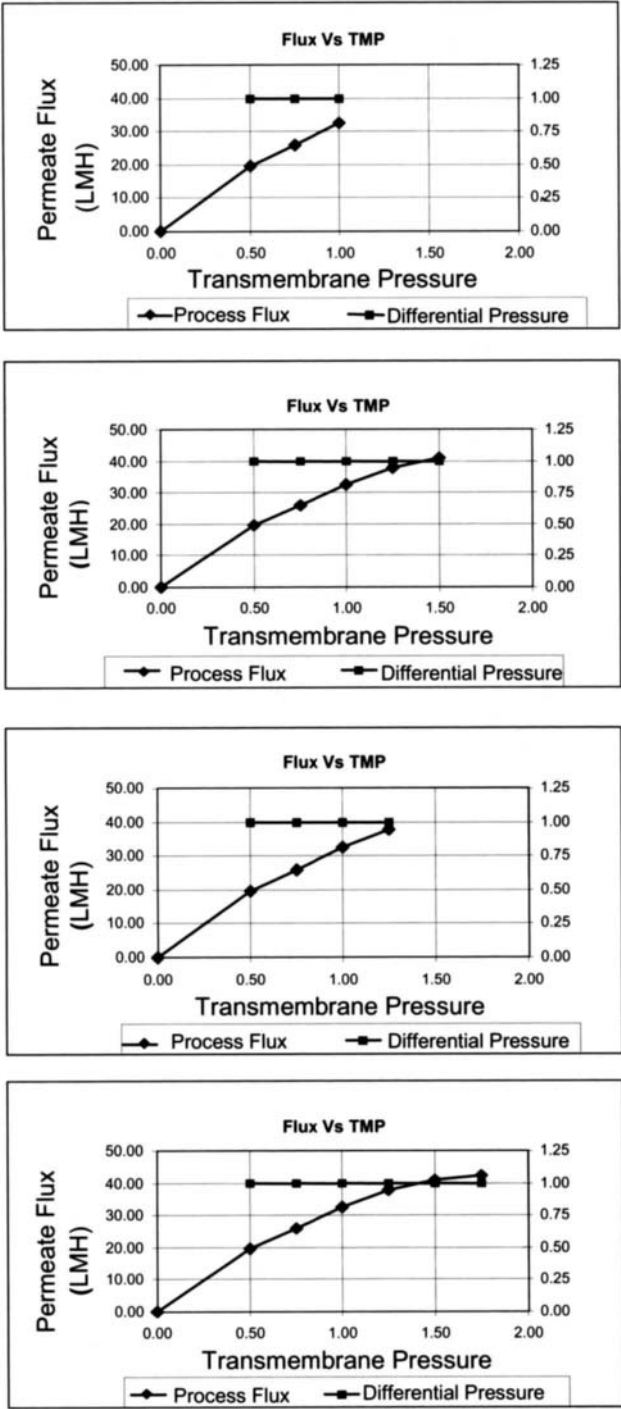 Flux Vs TMP
Permeate Flux
(LMH)
50.00
40.00
30.00
20.00
10.00
0.00
1.25
1.00
0.75
0.50
0.25
0.00
0.00 0.50 1.00 1.50 2.00
Transmembrane Pressure
Process Flux Differential Pressure
Flux Vs TMP
Permeate Flux
(LMH)
50.00
40.00
30.00
20.00
10.00
0.00
1.25
1.00
0.75
0.50
0.25
0.00
0.00 0.50 1.00 1.50 2.00
Transmembrane Pressure
Process Flux Differential Pressure
Flux Vs TMP
Permeate Flux
(LMH)
50.00
40.00
30.00
20.00
10.00
0.00
1.25
1.00
0.75
0.50
0.25
0.00
0.00 0.50 1.00 1.50 2.00
Transmembrane Pressure
Process Flux Differential Pressure
Flux Vs TMP
Permeate Flux
(LMH)
50.00
40.00
30.00
20.00
10.00
0.00
1.25
1.00
0.75
0.50
0.25
0.00
0.00 0.50 1.00 1.50 2.00
Transmembrane Pressure
Process Flux Differential Pressure